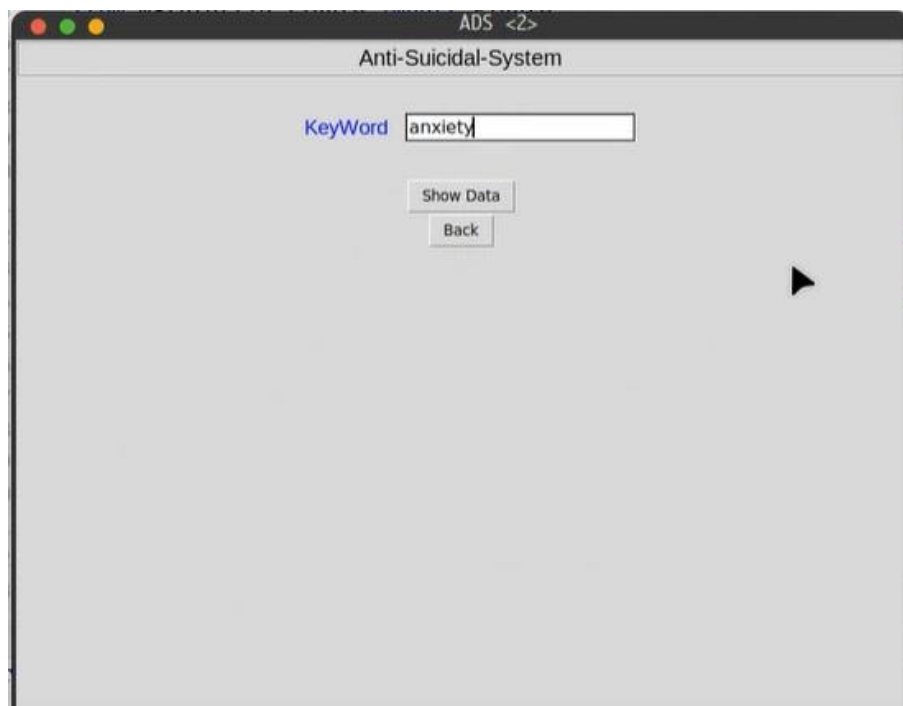 ADS <2>
Anti-Suicidal-System
KeyWord anxiety
Show Data
Back